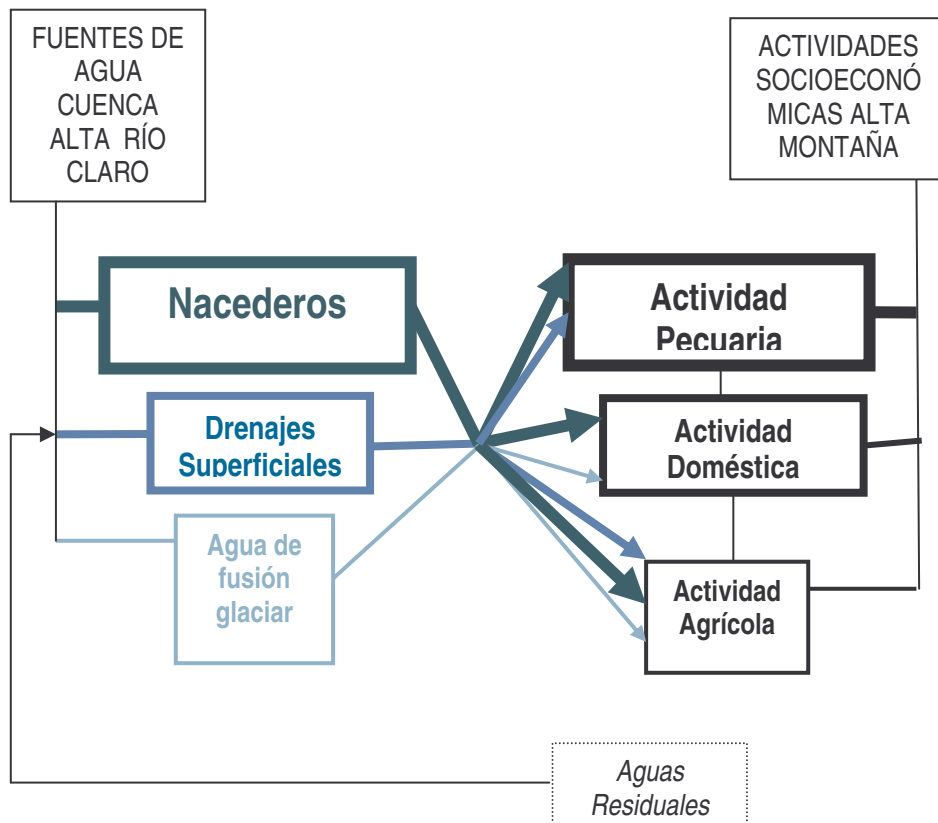 FUENTES DE
AGUA
CUENCA
ALTA RÍO
CLARO
ACTIVIDADES
SOCIOECONÓ
MICAS ALTA
MONTAÑA
Nacederos
Actividad
Pecuaria
Drenajes
Superficiales
Actividad
Doméstica
Agua de
fusión
glaciar
Actividad
Agrícola
Aguas
Residuales